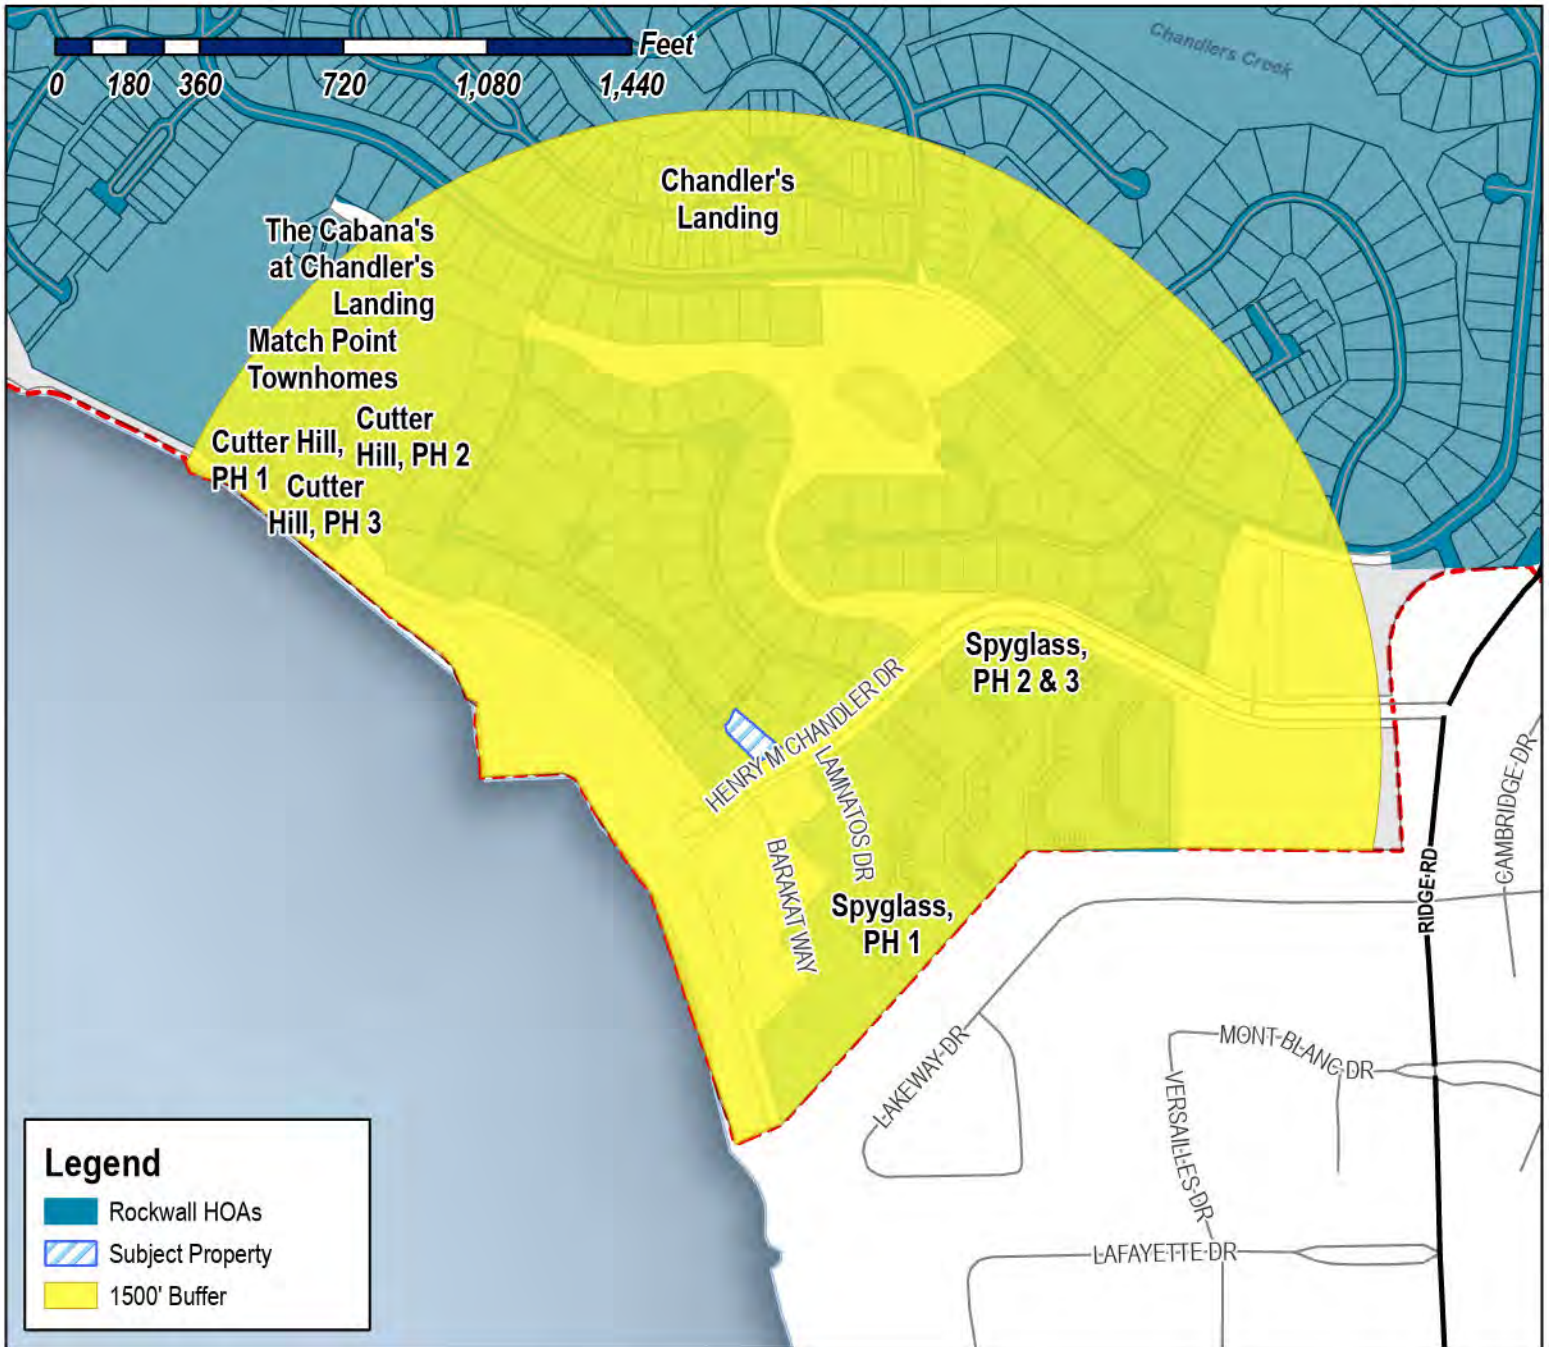 Chandlers Creek
Feet
0 180 360 720 1,080 1,440
Chandler's
Landing
The Cabana's
at Chandler's
Landing
Match Point
Townhomes
Cutter
Hill, PH 2
Cutter Hill,
PH 1
Cutter
Hill, PH 3
Spyglass,
PH 2 & 3
HENRY M CHANDLER DR
LAMNATOS DR
BARAKAT WAY
Spyglass,
PH 1
CAMBRIDGE DR
RIDGE RD
LAKEWAY DR
MONT BLANC DR
VERSAILLES DR
LAFAYETTE DR
Legend
Rockwall HOAs
Subject Property
1500' Buffer